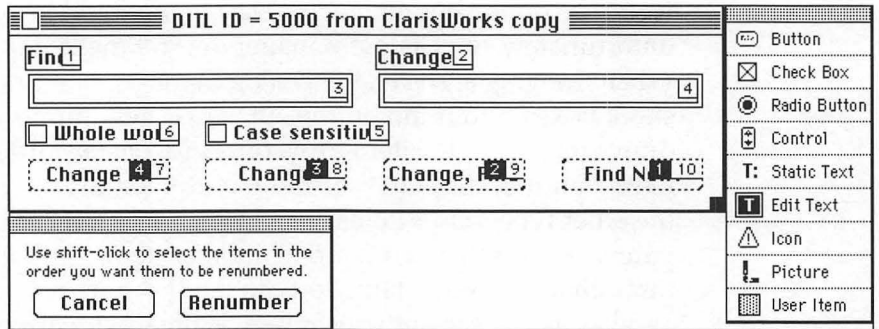 DITL ID = 5000 from ClarisWorks copy
Find 1
Change 2
3
4
Whole wor 6
Case sensitiv 5
Change 4 7
Chang 3 8
Change, F 2 9
Find N 10
Use shift-click to select the items in the
order you want them to be renumbered.
Cancel
Renumber
Button
Check Box
Radio Button
Control
T: Static Text
T Edit Text
Icon
Picture
User Item